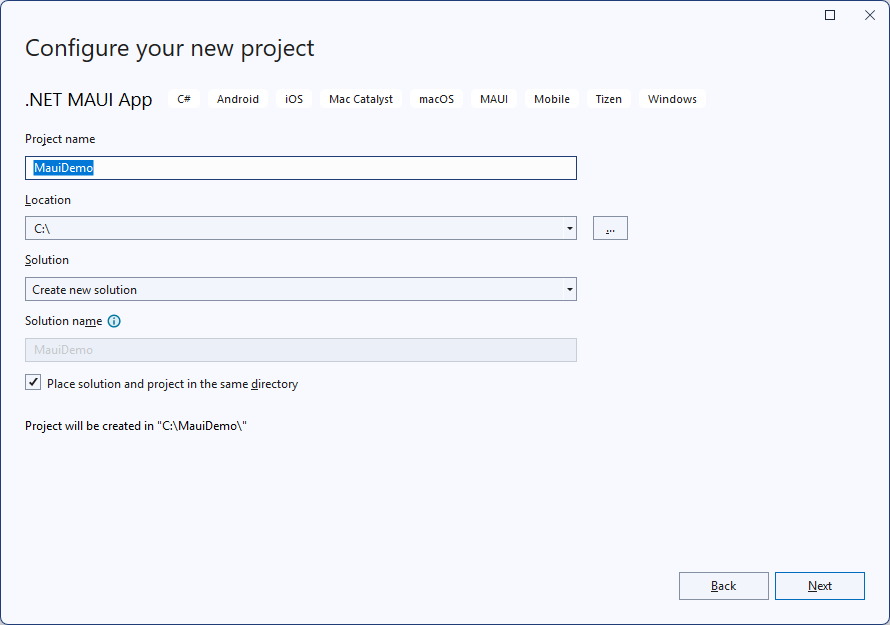 Configure your new project
.NET MAUI App C# Android iOS Mac Catalyst macOS MAUI Mobile Tizen Windows
Project name
MauiDemo
Location
C:\ ...
Solution
Create new solution
Solution name
MauiDemo
Place solution and project in the same directory
Project will be created in "C:\MauiDemo\"
Back Next